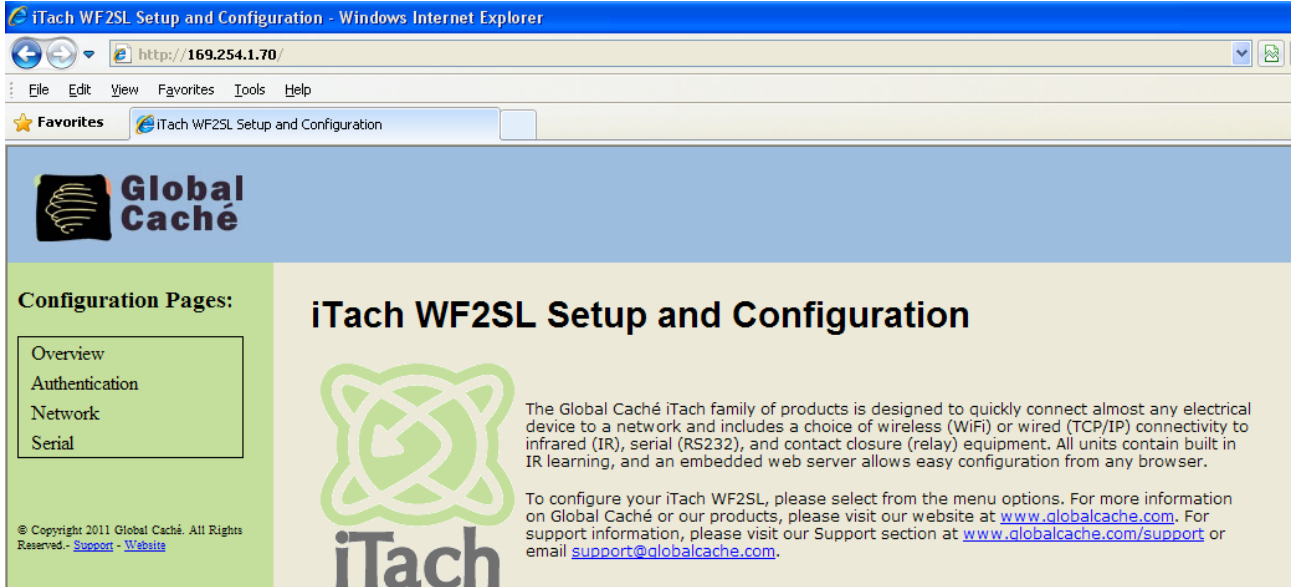 iTach WF2SL Setup and Configuration - Windows Internet Explorer
http://169.254.1.70/
File Edit View Favorites Tools Help
Favorites iTach WF2SL Setup and Configuration
Global
Caché
Configuration Pages:
Overview
Authentication
Network
Serial
© Copyright 2011 Global Caché. All Rights
Reserved.- Support - Website
iTach WF2SL Setup and Configuration
iTach
The Global Caché iTach family of products is designed to quickly connect almost any electrical
device to a network and includes a choice of wireless (WiFi) or wired (TCP/IP) connectivity to
infrared (IR), serial (RS232), and contact closure (relay) equipment. All units contain built in
IR learning, and an embedded web server allows easy configuration from any browser.
To configure your iTach WF2SL, please select from the menu options. For more information
on Global Caché or our products, please visit our website at www.globalcache.com. For
support information, please visit our Support section at www.globalcache.com/support or
email support@globalcache.com.